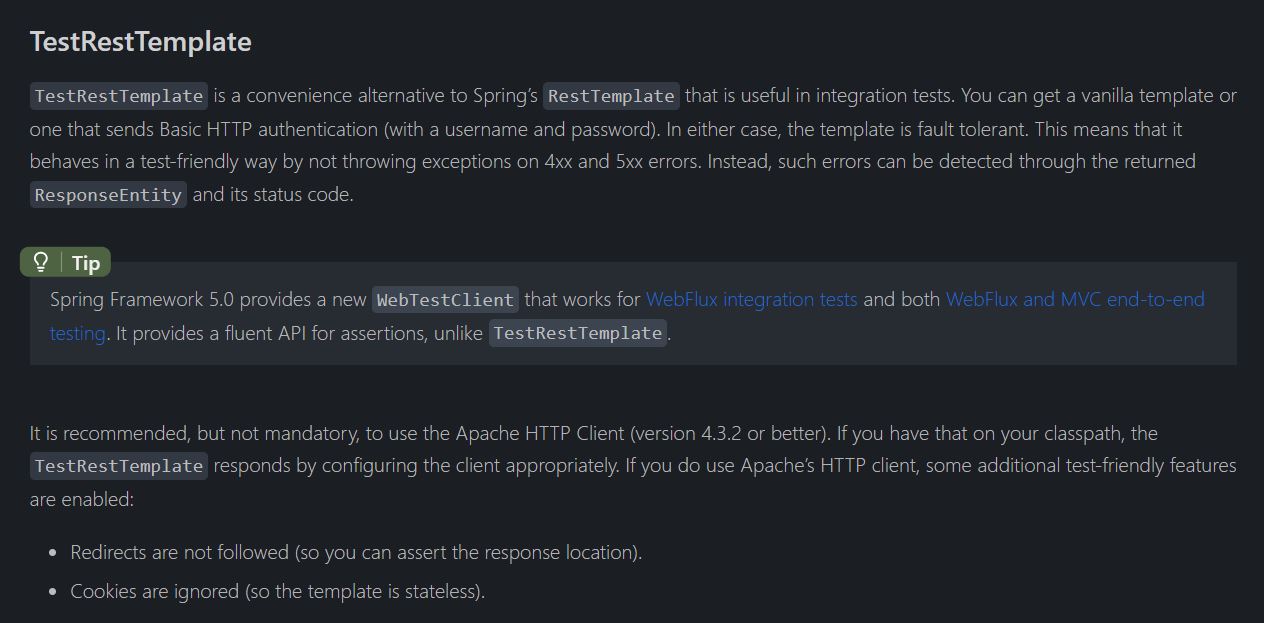 TestRestTemplate
TestRestTemplate is a convenience alternative to Spring’s RestTemplate that is useful in integration tests. You can get a vanilla template or
one that sends Basic HTTP authentication (with a username and password). In either case, the template is fault tolerant. This means that it
behaves in a test-friendly way by not throwing exceptions on 4xx and 5xx errors. Instead, such errors can be detected through the returned
ResponseEntity and its status code.
Tip
Spring Framework 5.0 provides a new WebTestClient that works for WebFlux integration tests and both WebFlux and MVC end-to-end
testing. It provides a fluent API for assertions, unlike TestRestTemplate.
It is recommended, but not mandatory, to use the Apache HTTP Client (version 4.3.2 or better). If you have that on your classpath, the
TestRestTemplate responds by configuring the client appropriately. If you do use Apache’s HTTP client, some additional test-friendly features
are enabled:
• Redirects are not followed (so you can assert the response location).
• Cookies are ignored (so the template is stateless).